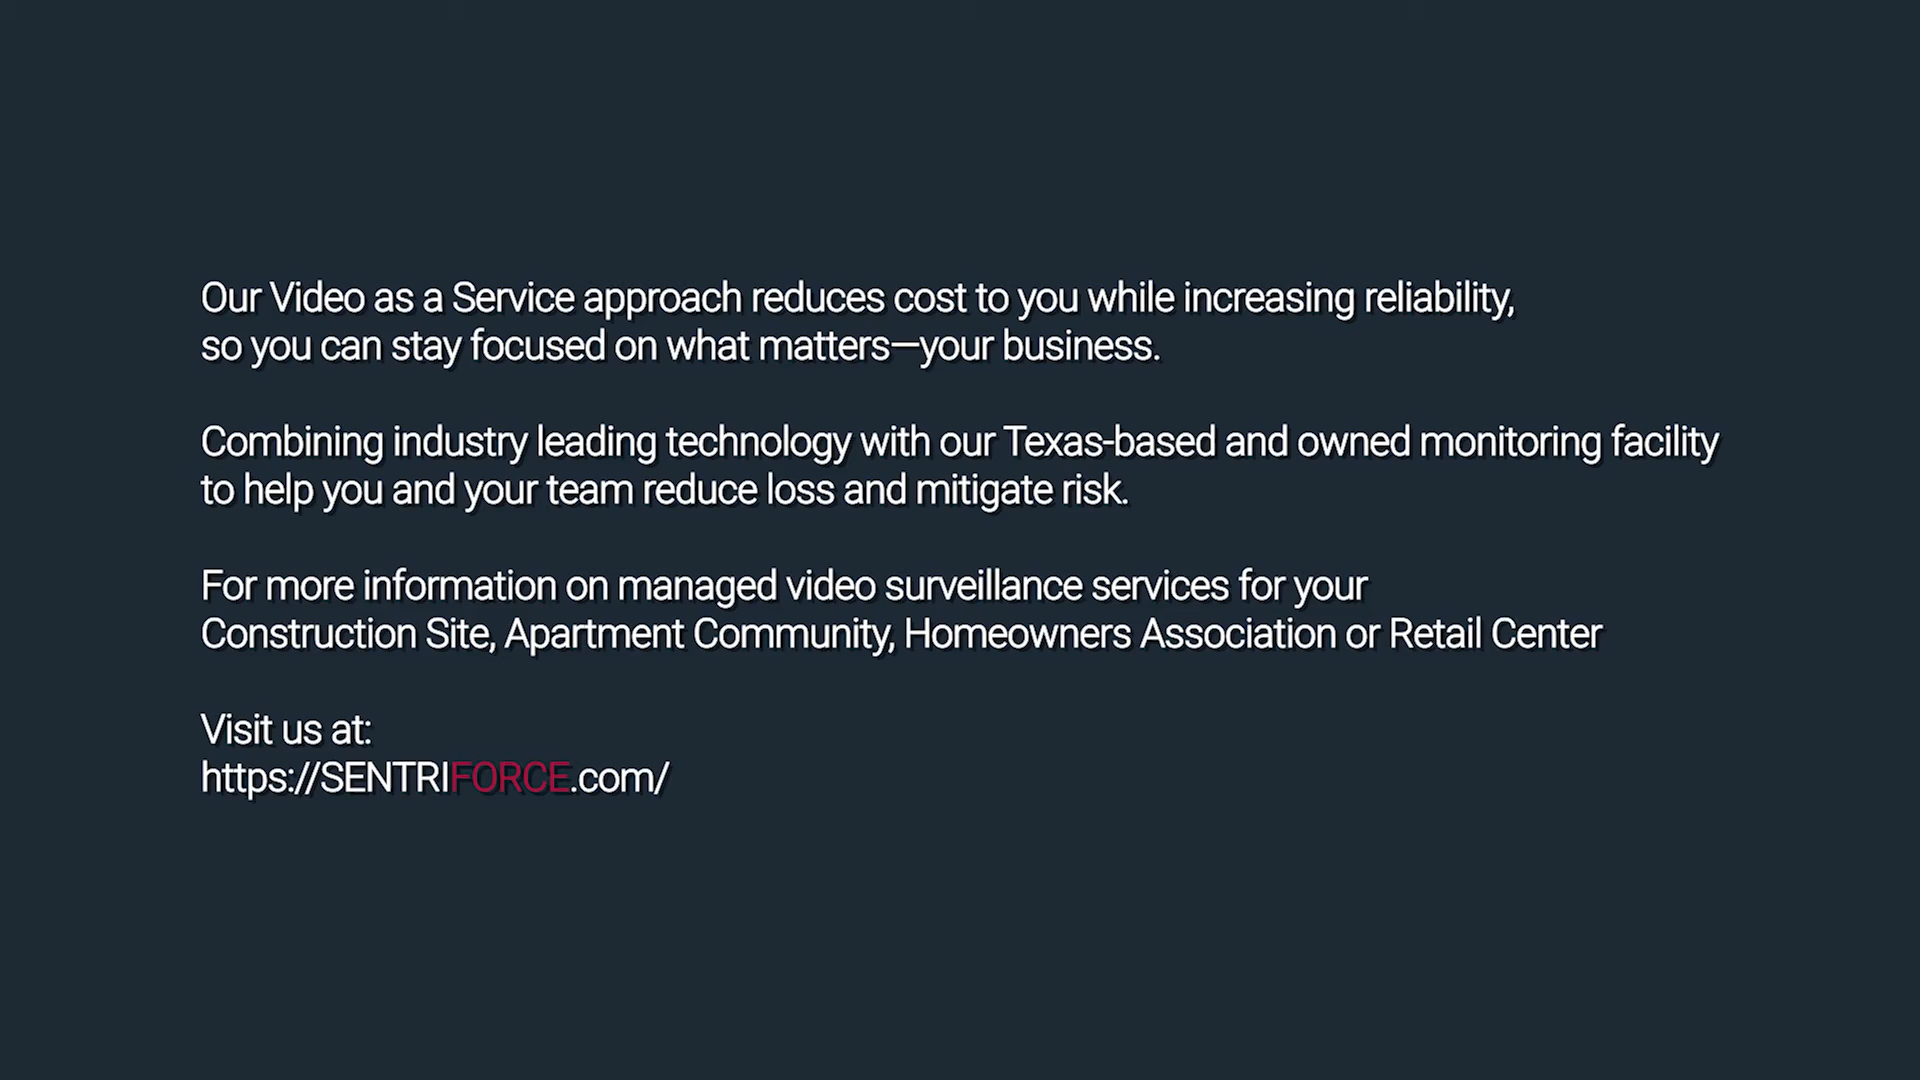 Our Video as a Service approach reduces cost to you while increasing reliability,
so you can stay focused on what matters—your business.
Combining industry leading technology with our Texas-based and owned monitoring facility
to help you and your team reduce loss and mitigate risk.
For more information on managed video surveillance services for your
Construction Site, Apartment Community, Homeowners Association or Retail Center
Visit us at:
https://SENTRIFORCE.com/